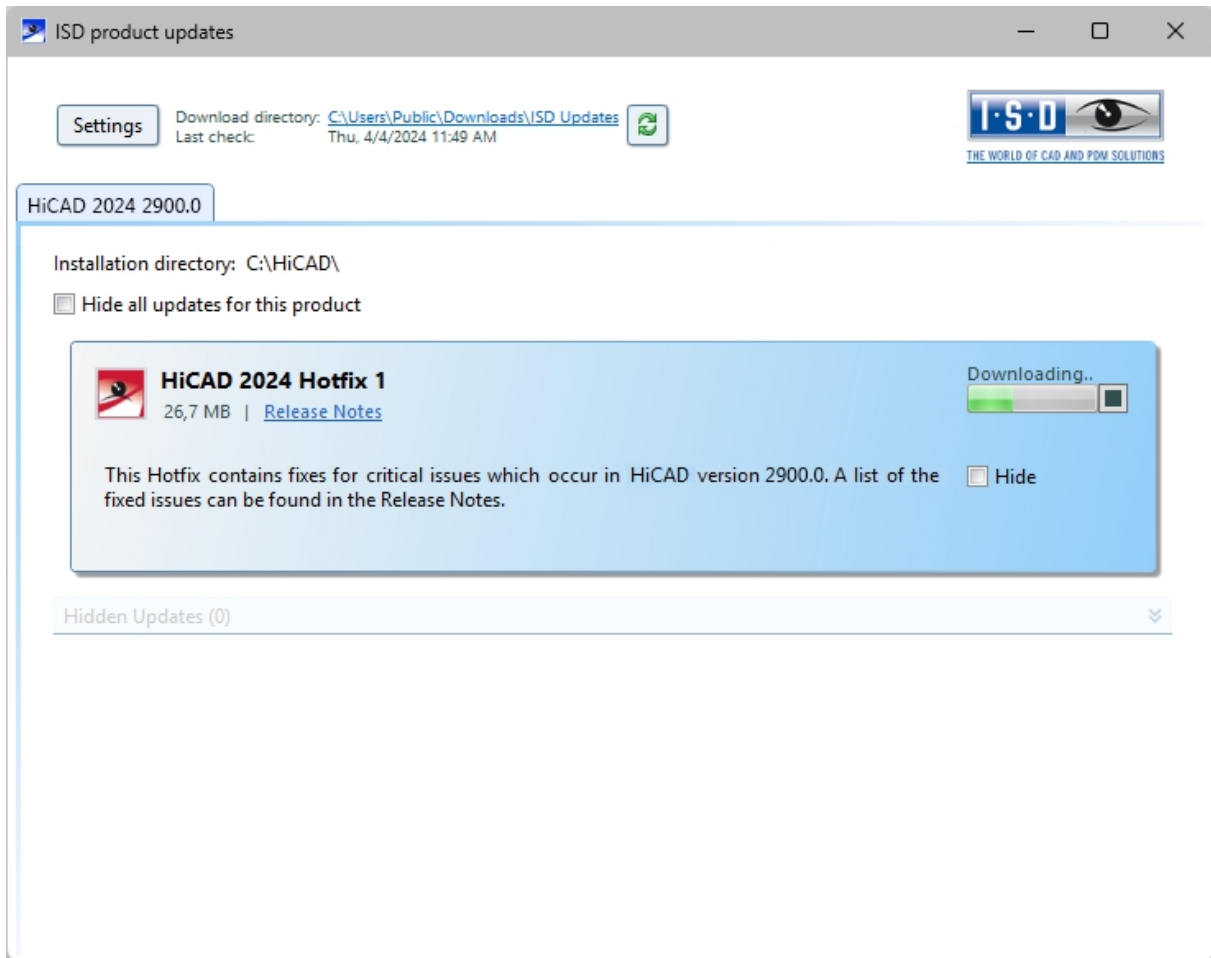 ISD product updates
Settings
Download directory: C:\Users\Public\Downloads\ISD Updates
Last check: Thu, 4/4/2024 11:49 AM
I·S·D
THE WORLD OF CAD AND PDM SOLUTIONS
HiCAD 2024 2900.0
Installation directory: C:\HiCAD\
Hide all updates for this product
HiCAD 2024 Hotfix 1
26,7 MB | Release Notes
Downloading..
This Hotfix contains fixes for critical issues which occur in HiCAD version 2900.0. A list of the
fixed issues can be found in the Release Notes.
Hide
Hidden Updates (0)